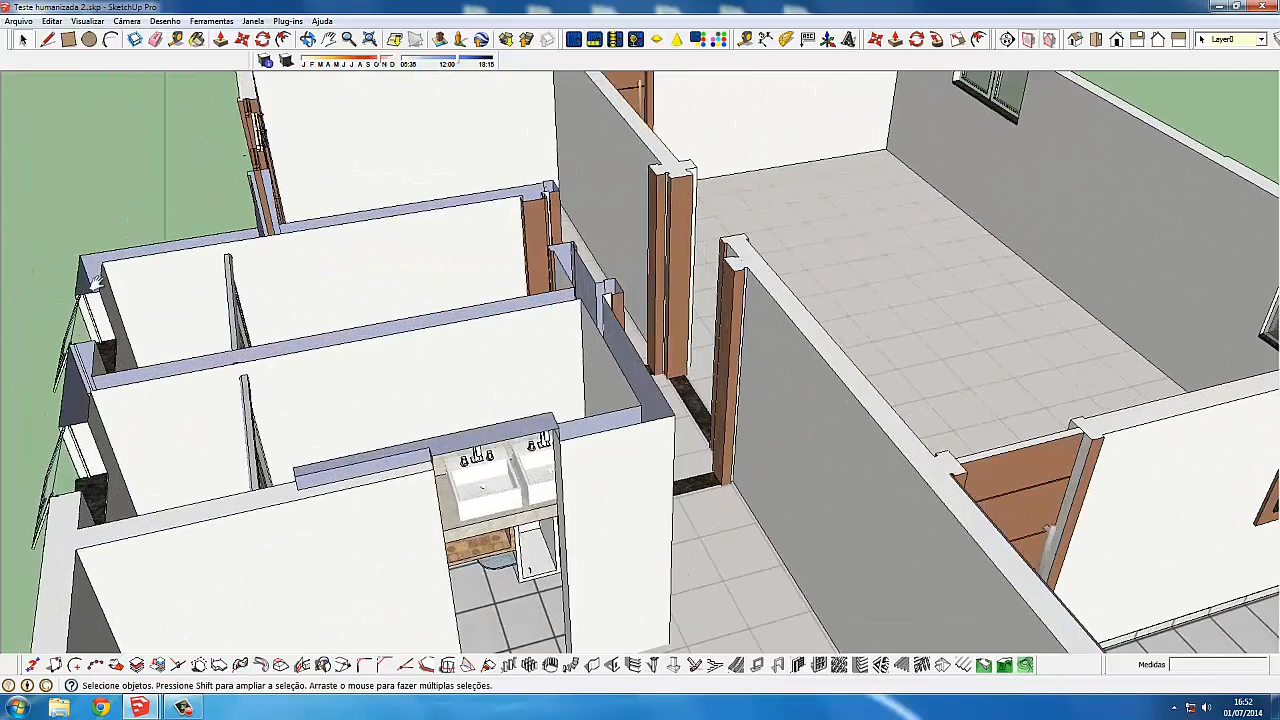 Teste humanizada 2.skp - SketchUp Pro
Arquivo Editar Visualizar Câmera Desenho Ferramentas Janela Plug-ins Ajuda
Layer0
J F M A M J J A S O N D 05:36 12:00 18:15
Medidas
Selecione objetos. Pressione Shift para ampliar a seleção. Arraste o mouse para fazer múltiplas seleções.
16:52
01/07/2014